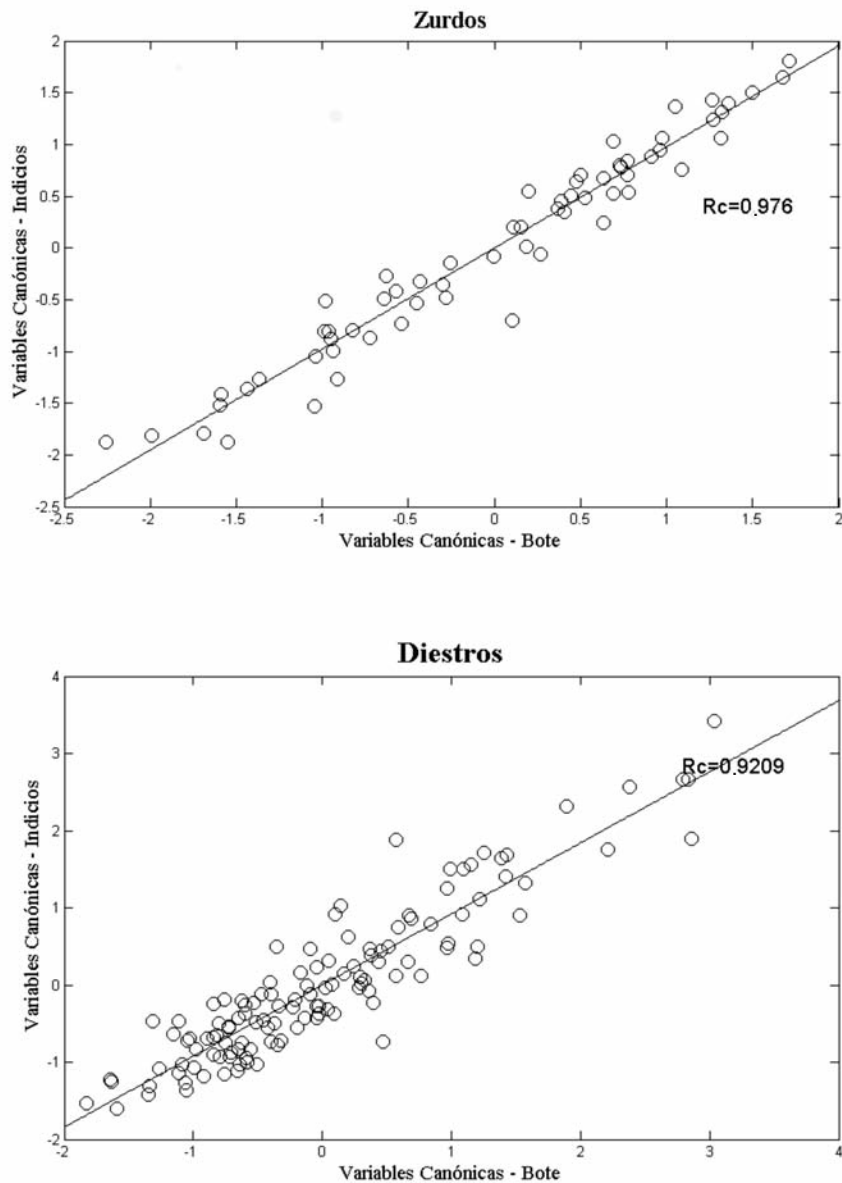 Zurdos
2
1.5
1
0.5
0
-0.5
-1
-1.5
-2
-2.5
Variables Canónicas - Indicios
Rc=0.976
-2.5 -2 -1.5 -1 -0.5 0 0.5 1 1.5 2
Variables Canónicas - Bote
Diestros
4
3
2
1
0
-1
-2
Variables Canónicas - Indicios
Rc=0.9209
-2 -1 0 1 2 3 4
Variables Canónicas - Bote